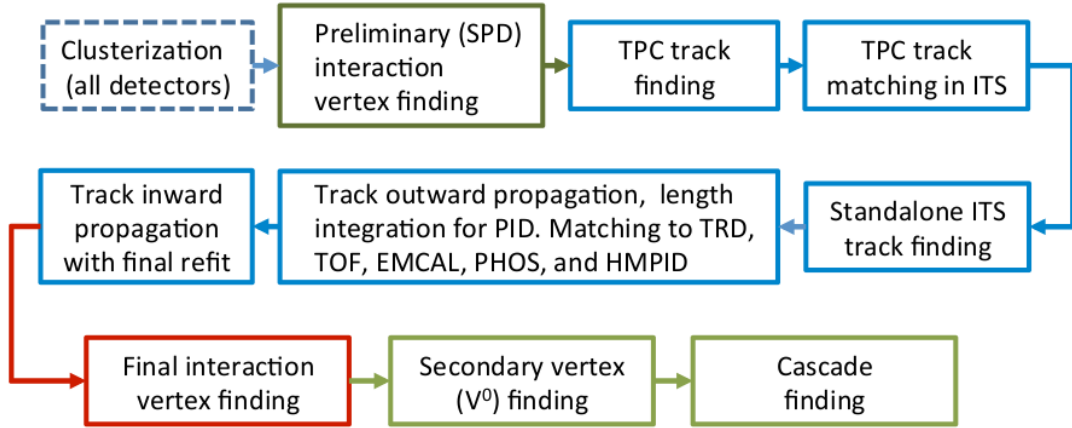 Clusterization
(all detectors)
Preliminary (SPD)
interaction
vertex finding
TPC track
finding
TPC track
matching in ITS
Standalone ITS
track finding
Track outward propagation, length
integration for PID. Matching to TRD,
TOF, EMCAL, PHOS, and HMPID
Track inward
propagation
with final refit
Final interaction
vertex finding
Secondary vertex
(V⁰) finding
Cascade
finding